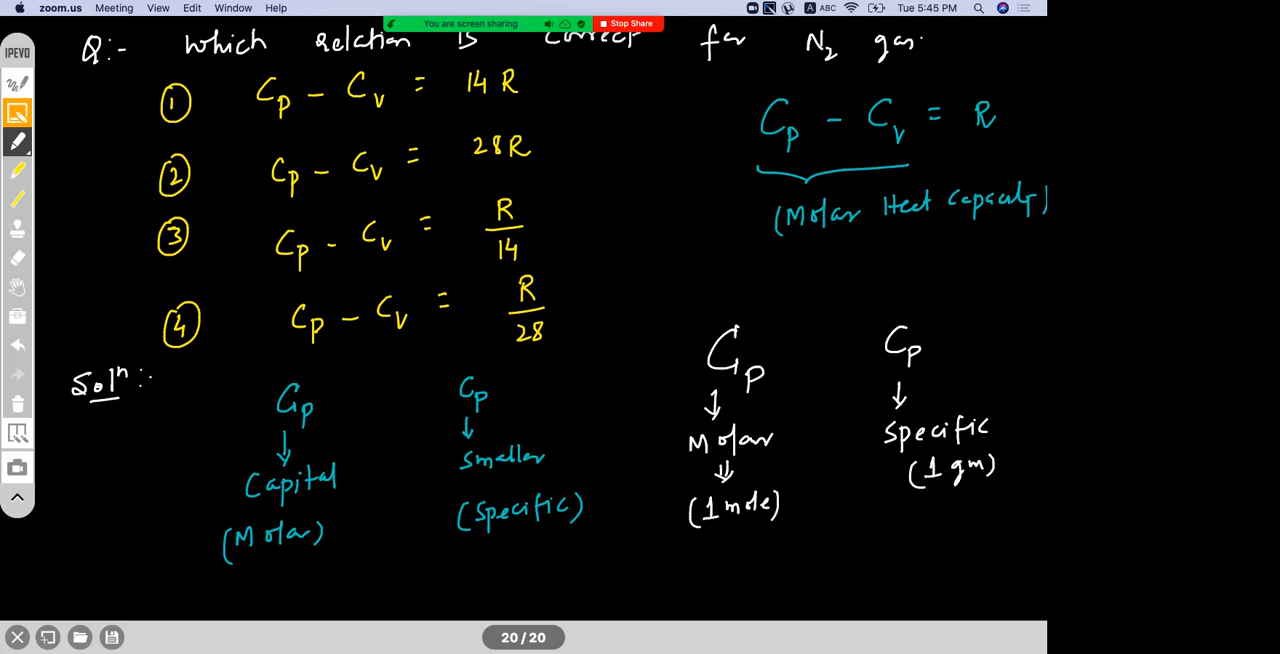 zoom.us Meeting View Edit Window Help
A ABC Tue 5:45 PM
You are screen sharing Stop Share
IPEVO
Q:- Which relation is correct for N₂ gas.
① Cp - Cv = 14 R
② Cp - Cv = 28R
③ Cp - Cv = R/14
④ Cp - Cv = R/28
Cp - Cv = R
(Molar Heat Capacity)
Solⁿ:
Cp
↓
Capital
(Molar)
Cp
↓
Smaller
(Specific)
Cp
↓
Molar
⇓
(1 mole)
Cp
↓
Specific
(1 gm)
20 / 20